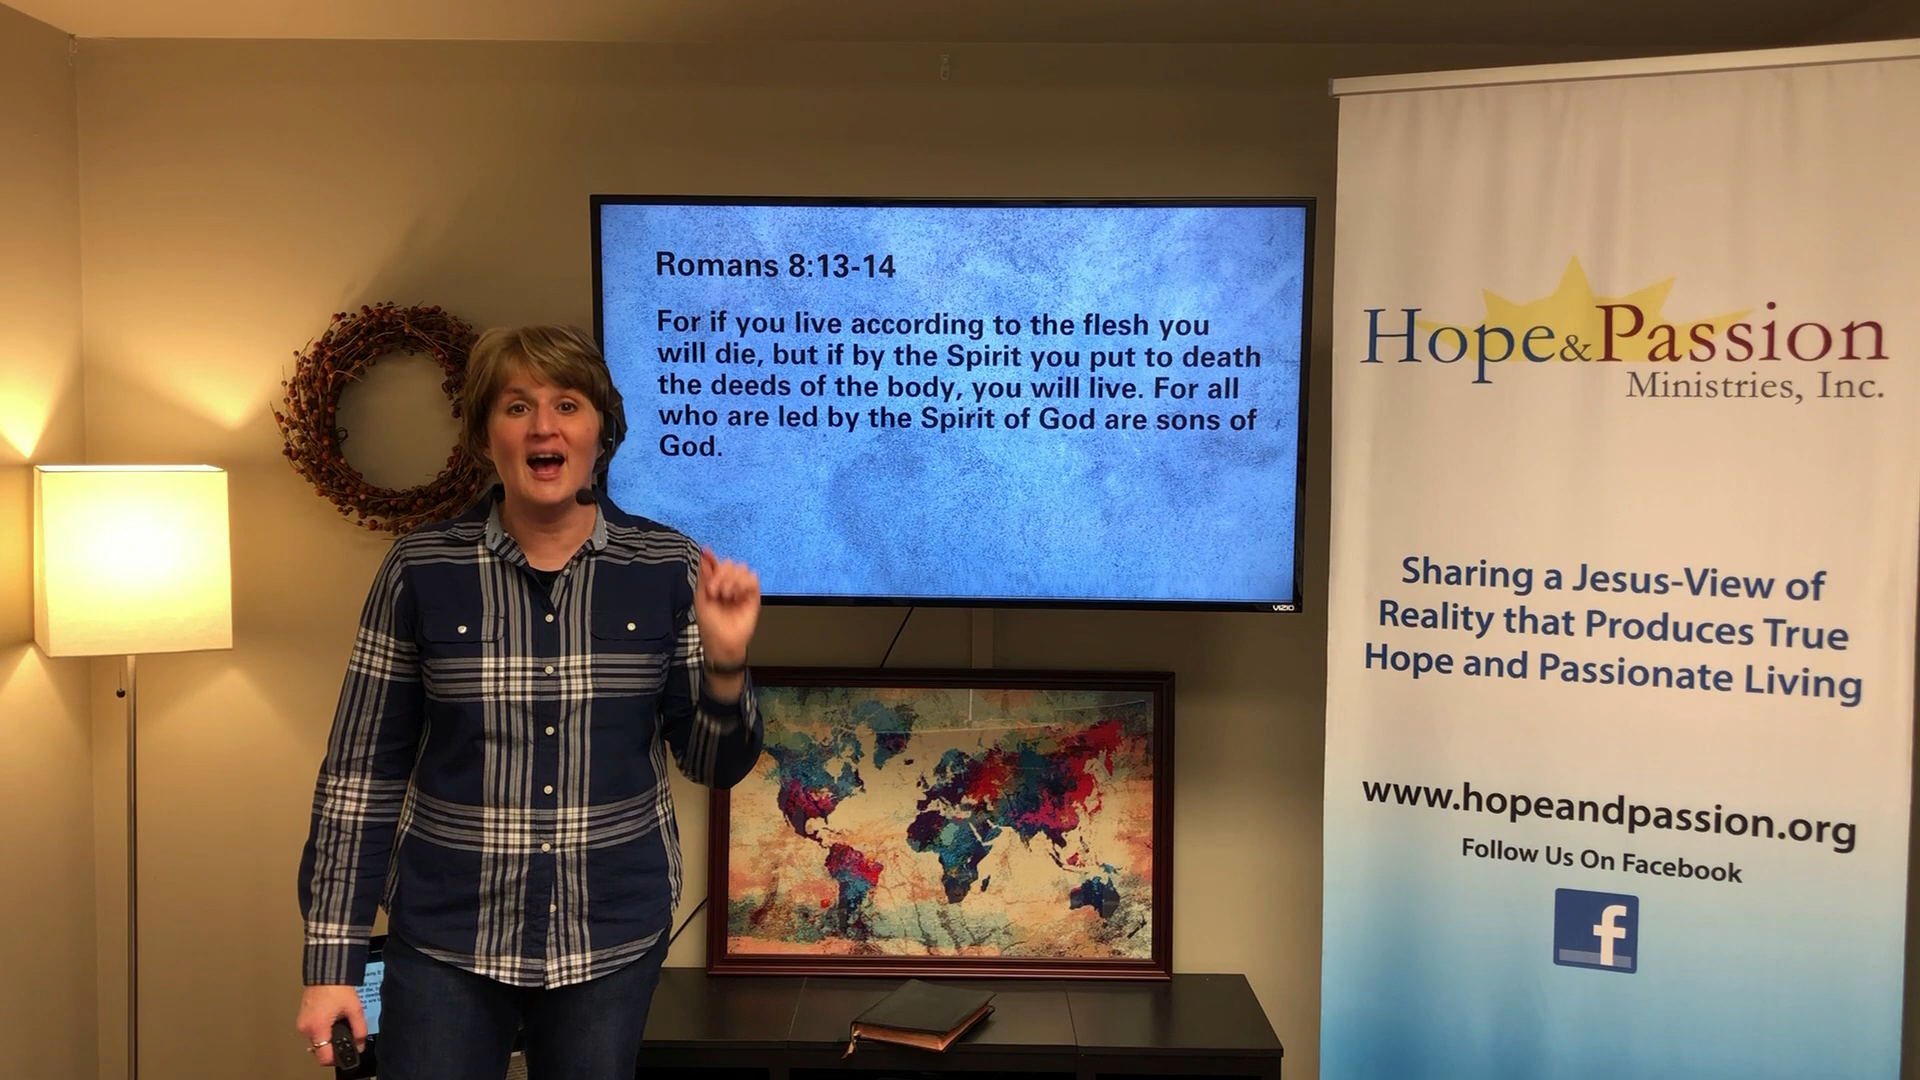 Romans 8:13-14
For if you live according to the flesh you
will die, but if by the Spirit you put to death
the deeds of the body, you will live. For all
who are led by the Spirit of God are sons of
God.
VIZIO
Hope&Passion
Ministries, Inc.
Sharing a Jesus-View of
Reality that Produces True
Hope and Passionate Living
www.hopeandpassion.org
Follow Us On Facebook
f